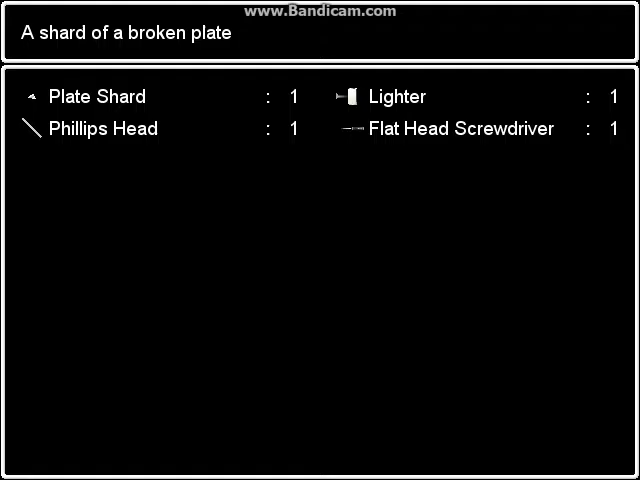 www.Bandicam.com
A shard of a broken plate
Plate Shard : 1 Lighter : 1
Phillips Head : 1 Flat Head Screwdriver : 1